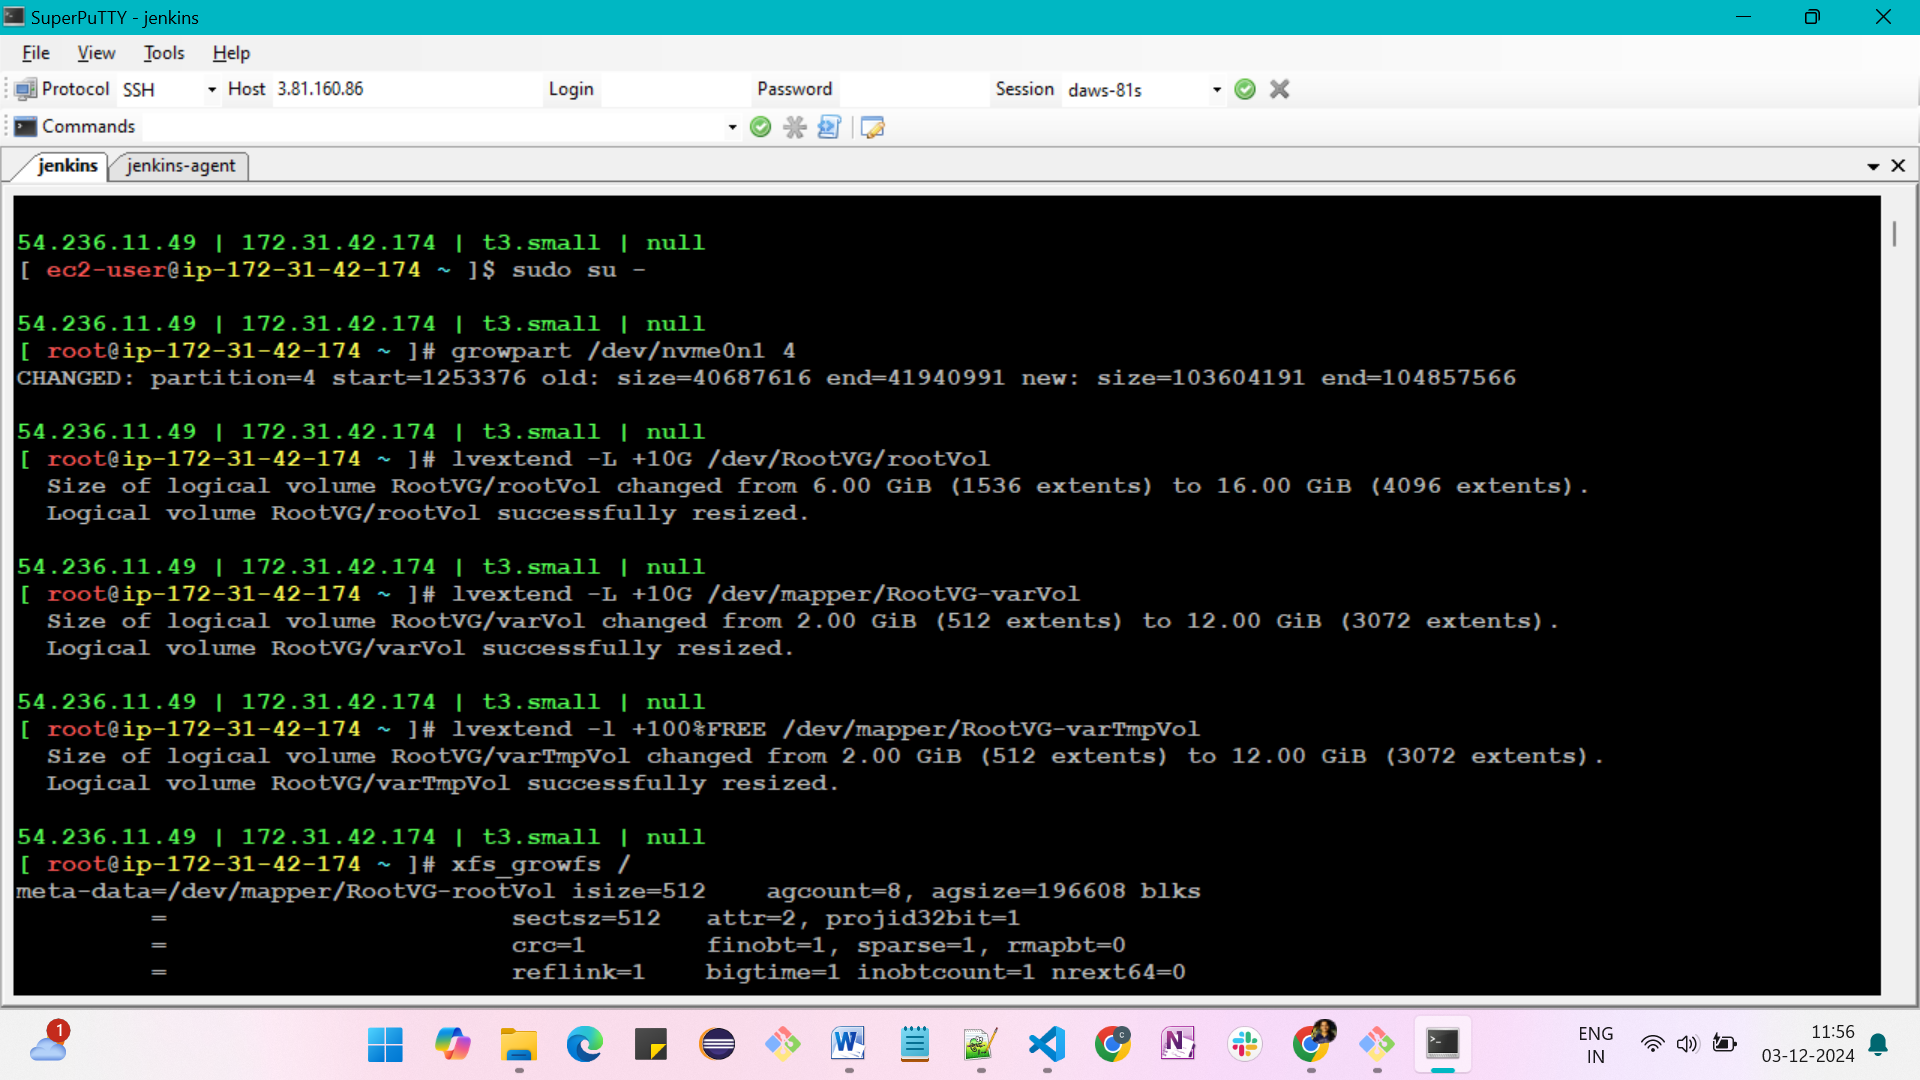 SuperPuTTY - jenkins
File View Tools Help
Protocol SSH Host 3.81.160.86 Login Password Session daws-81s
Commands
jenkins jenkins-agent
54.236.11.49 | 172.31.42.174 | t3.small | null
[ ec2-user@ip-172-31-42-174 ~ ]$ sudo su -
54.236.11.49 | 172.31.42.174 | t3.small | null
[ root@ip-172-31-42-174 ~ ]# growpart /dev/nvme0n1 4
CHANGED: partition=4 start=1253376 old: size=40687616 end=41940991 new: size=103604191 end=104857566
54.236.11.49 | 172.31.42.174 | t3.small | null
[ root@ip-172-31-42-174 ~ ]# lvextend -L +10G /dev/RootVG/rootVol
  Size of logical volume RootVG/rootVol changed from 6.00 GiB (1536 extents) to 16.00 GiB (4096 extents).
  Logical volume RootVG/rootVol successfully resized.
54.236.11.49 | 172.31.42.174 | t3.small | null
[ root@ip-172-31-42-174 ~ ]# lvextend -L +10G /dev/mapper/RootVG-varVol
  Size of logical volume RootVG/varVol changed from 2.00 GiB (512 extents) to 12.00 GiB (3072 extents).
  Logical volume RootVG/varVol successfully resized.
54.236.11.49 | 172.31.42.174 | t3.small | null
[ root@ip-172-31-42-174 ~ ]# lvextend -l +100%FREE /dev/mapper/RootVG-varTmpVol
  Size of logical volume RootVG/varTmpVol changed from 2.00 GiB (512 extents) to 12.00 GiB (3072 extents).
  Logical volume RootVG/varTmpVol successfully resized.
54.236.11.49 | 172.31.42.174 | t3.small | null
[ root@ip-172-31-42-174 ~ ]# xfs_growfs /
meta-data=/dev/mapper/RootVG-rootVol isize=512    agcount=8, agsize=196608 blks
         =                       sectsz=512   attr=2, projid32bit=1
         =                       crc=1        finobt=1, sparse=1, rmapbt=0
         =                       reflink=1    bigtime=1 inobtcount=1 nrext64=0
1
ENG
IN
11:56
03-12-2024